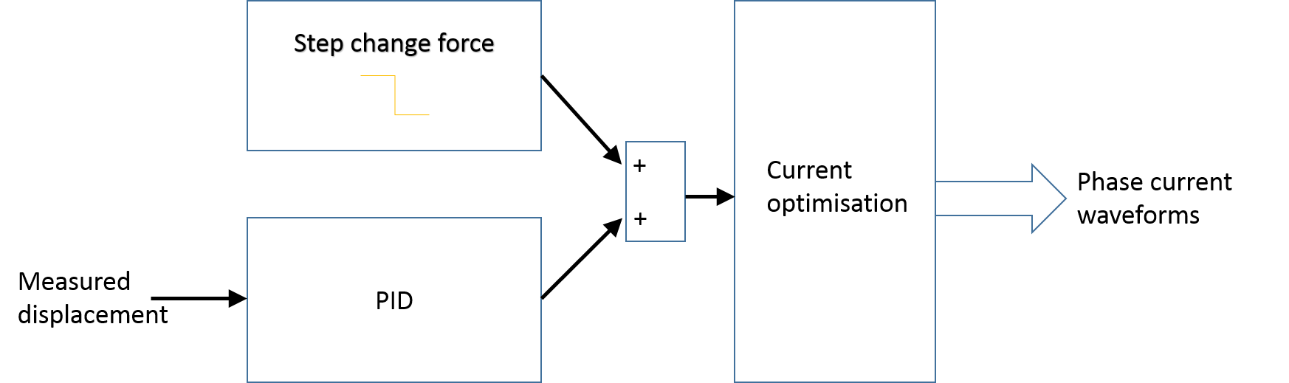 Step change force
+
+
Current
optimisation
Phase current
waveforms
Measured
displacement
PID